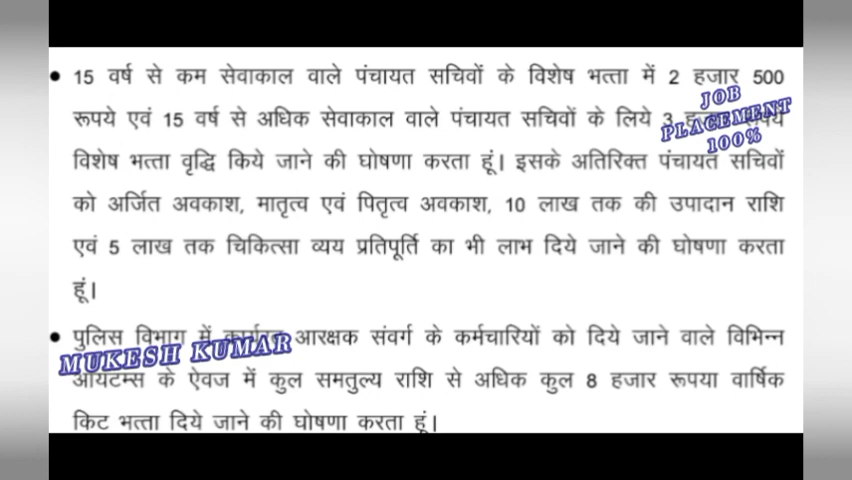 • 15 वर्ष से कम सेवाकाल वाले पंचायत सचिवों के विशेष भत्ता में 2 हजार 500
रूपये एवं 15 वर्ष से अधिक सेवाकाल वाले पंचायत सचिवों के लिये 3
JOB
PLACEMENT
100%
विशेष भत्ता वृद्धि किये जाने की घोषणा करता हूं। इसके अतिरिक्त पंचायत सचिवों
को अर्जित अवकाश, मातृत्व एवं पितृत्व अवकाश, 10 लाख तक की उपादान राशि
एवं 5 लाख तक चिकित्सा व्यय प्रतिपूर्ति का भी लाभ दिये जाने की घोषणा करता
हूं।
• पुलिस विभाग में आरक्षक संवर्ग के कर्मचारियों को दिये जाने वाले विभिन्न
MUKESH KUMAR
के ऐवज में कुल समतुल्य राशि से अधिक कुल 8 हजार रूपया वार्षिक
किट भत्ता दिये जाने की घोषणा करता हूं।